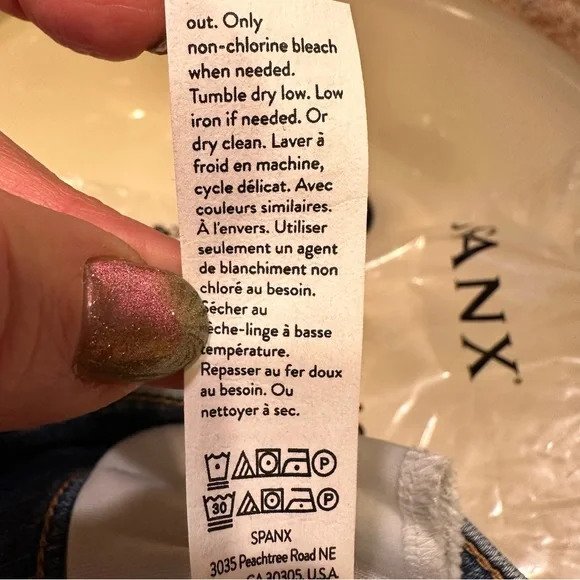 out. Only
non-chlorine bleach
when needed.
Tumble dry low. Low
iron if needed. Or
dry clean. Laver à
froid en machine,
cycle délicat. Avec
couleurs similaires.
À l'envers. Utiliser
seulement un agent
de blanchiment non
chloré au besoin.
Sécher au
sèche-linge à basse
température.
Repasser au fer doux
au besoin. Ou
nettoyer à sec.
P
30 P
SPANX
3035 Peachtree Road NE
GA 30305, U.S.A.
SPANX